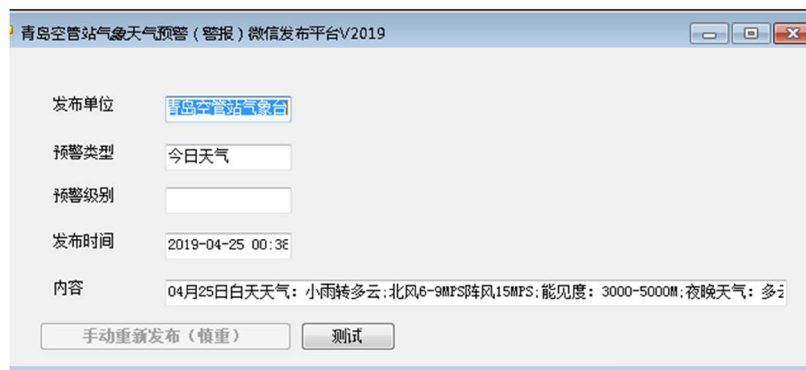 青岛空管站气象天气预警（警报）微信发布平台V2019
发布单位 青岛空管站气象台
预警类型 今日天气
预警级别
发布时间 2019-04-25 00:38
内容 04月25日白天天气：小雨转多云;北风6-9MPS阵风15MPS;能见度：3000-5000M;夜晚天气：多云
手动重新发布（慎重） 测试